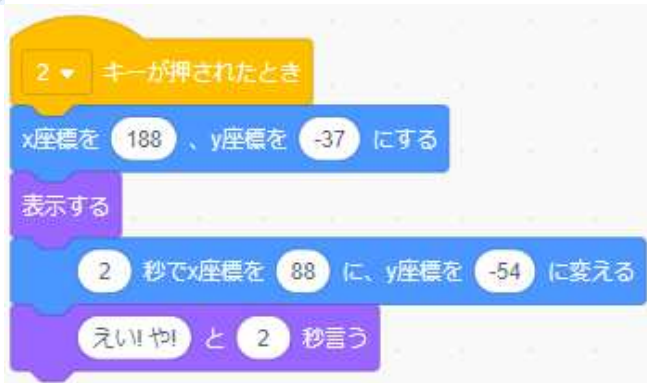 2 キーが押されたとき
x座標を 188 、y座標を -37 にする
表示する
2 秒でx座標を 88 に、y座標を -54 に変える
えい! や! と 2 秒言う